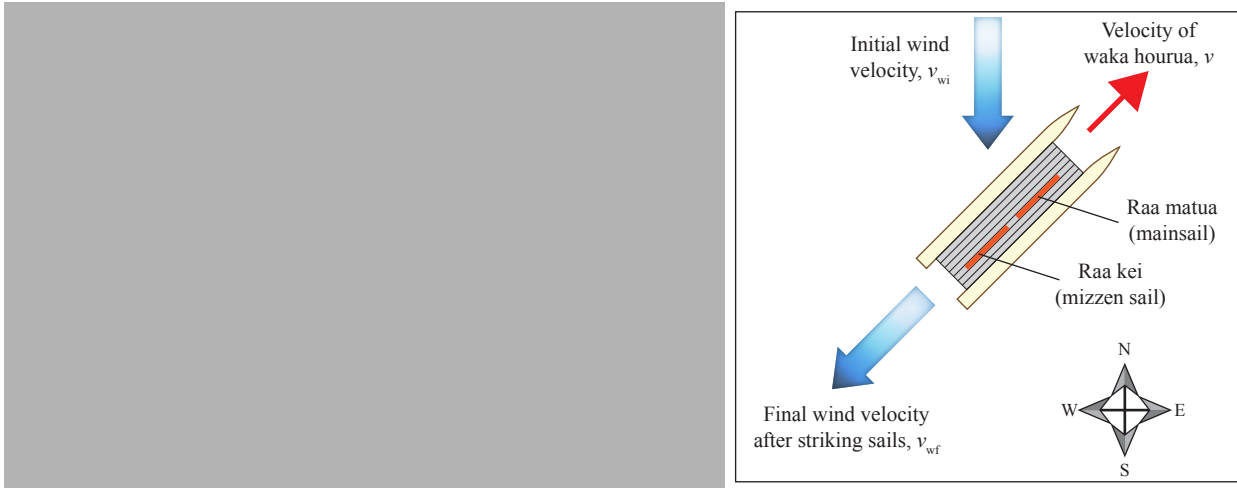 Initial wind
velocity, v_wi
Velocity of
waka hourua, v
Raa matua
(mainsail)
Raa kei
(mizzen sail)
Final wind velocity
after striking sails, v_wf
N
W
E
S